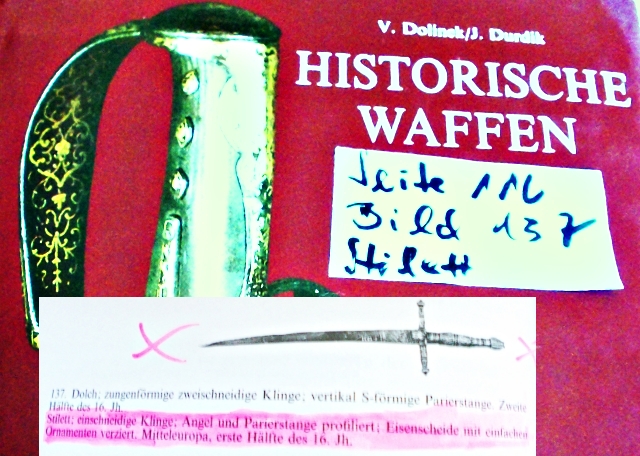 V. Dolínek/J. Durdík
HISTORISCHE
WAFFEN
Seite 116
Bild 137
Stilett
137. Dolch; zungenförmige zweischneidige Klinge; vertikal S-förmige Parierstange. Zweite
Hälfte des 16. Jh.
Stilett; einschneidige Klinge; Angel und Parierstange profiliert; Eisenscheide mit einfachen
Ornamenten verziert. Mitteleuropa, erste Hälfte des 16. Jh.